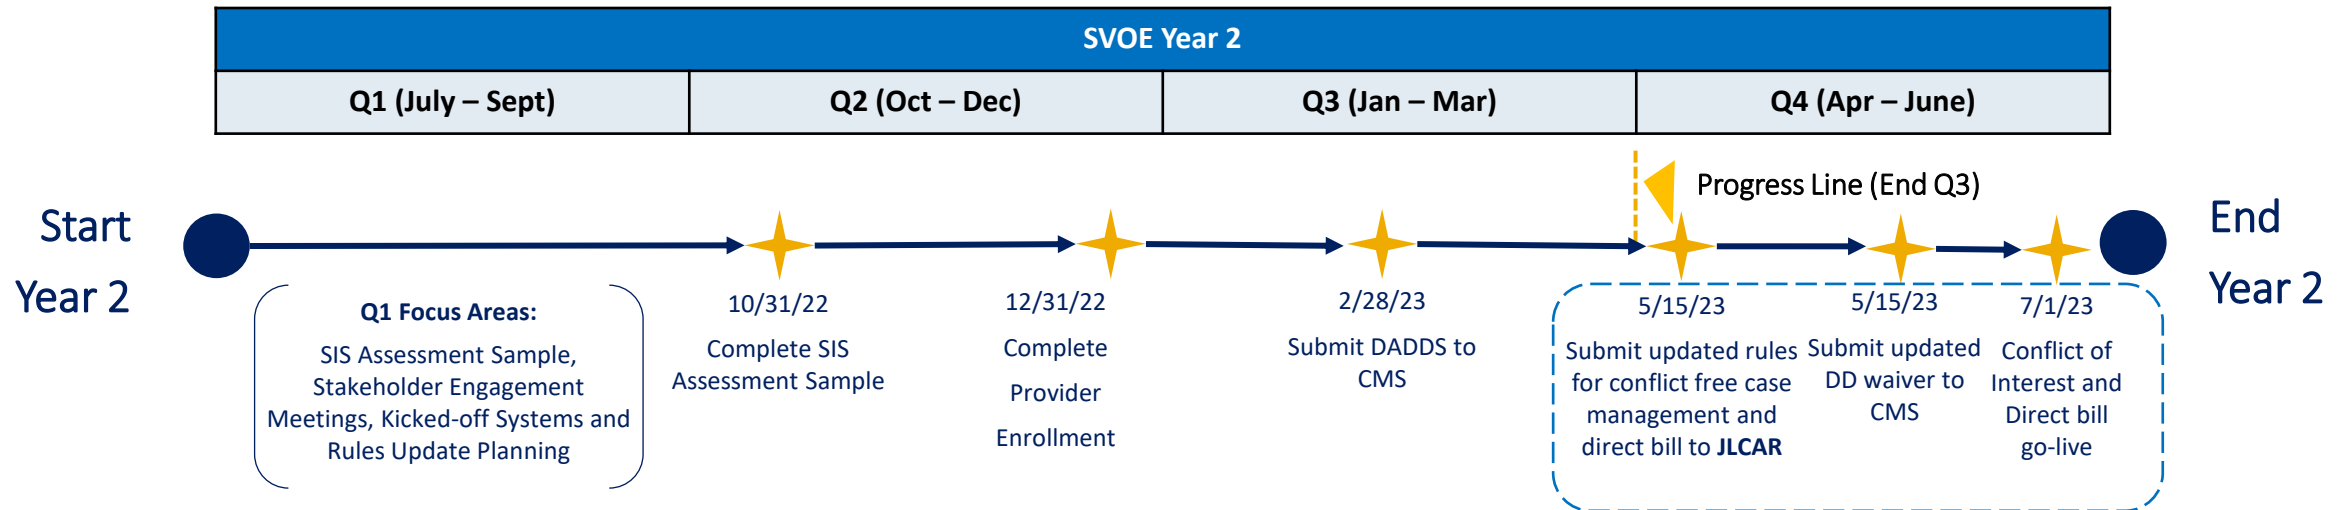 SVOE Year 2
Q1 (July – Sept)
Q2 (Oct – Dec)
Q3 (Jan – Mar)
Q4 (Apr – June)
Progress Line (End Q3)
Start
Year 2
Q1 Focus Areas:
SIS Assessment Sample,
Stakeholder Engagement
Meetings, Kicked-off Systems and
Rules Update Planning
10/31/22
Complete SIS
Assessment Sample
12/31/22
Complete
Provider
Enrollment
2/28/23
Submit DADDS to
CMS
5/15/23
Submit updated rules
for conflict free case
management and
direct bill to JLCAR
5/15/23
Submit updated
DD waiver to
CMS
7/1/23
Conflict of
Interest and
Direct bill
go-live
End
Year 2